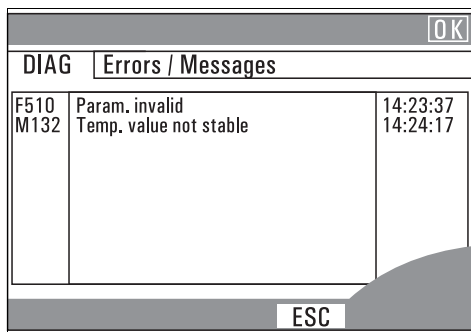 OK
DIAG Errors / Messages
F510 Param. invalid 14:23:37
M132 Temp. value not stable 14:24:17
ESC